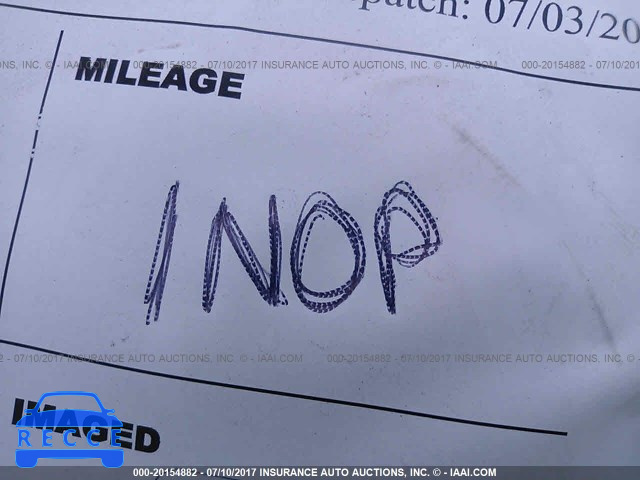 patch: 07/03/20
INC. - IAAI.COM 000-20154882 - 07/10/2017 INSURANCE AUTO AUCTIONS, INC. - IAAI.COM 000-20154882 - 07/10/2017 INSURANCE
MILEAGE
INOP
- 07/10/2017 INSURANCE AUTO AUCTIONS, INC. - IAAI.COM 000-20154882 - 07/10/2017 INSURANCE AUTO AUCTIONS, INC. - IAAI.COM
IMAGED
RECCE
000-20154882 - 07/10/2017 INSURANCE AUTO AUCTIONS, INC. - IAAI.COM